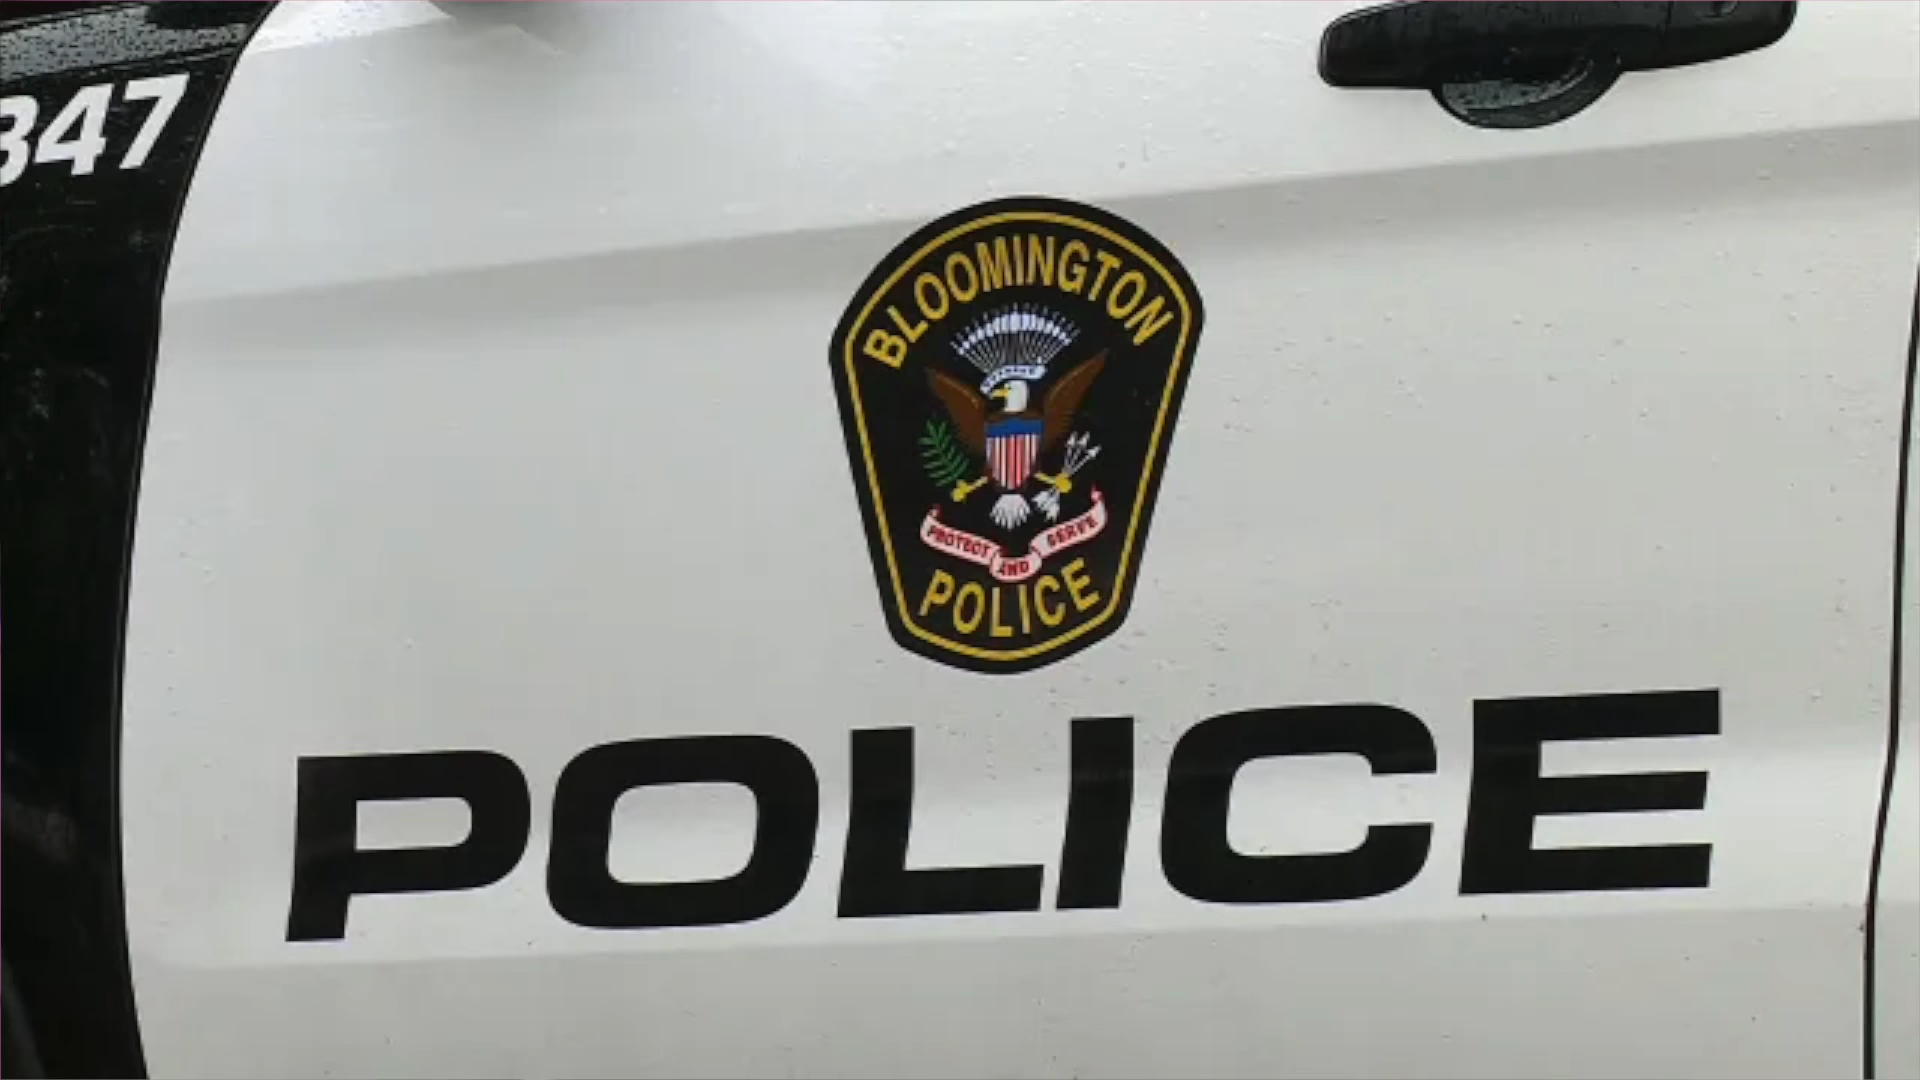 347
BLOOMINGTON
PROTECT AND SERVE
POLICE
POLICE